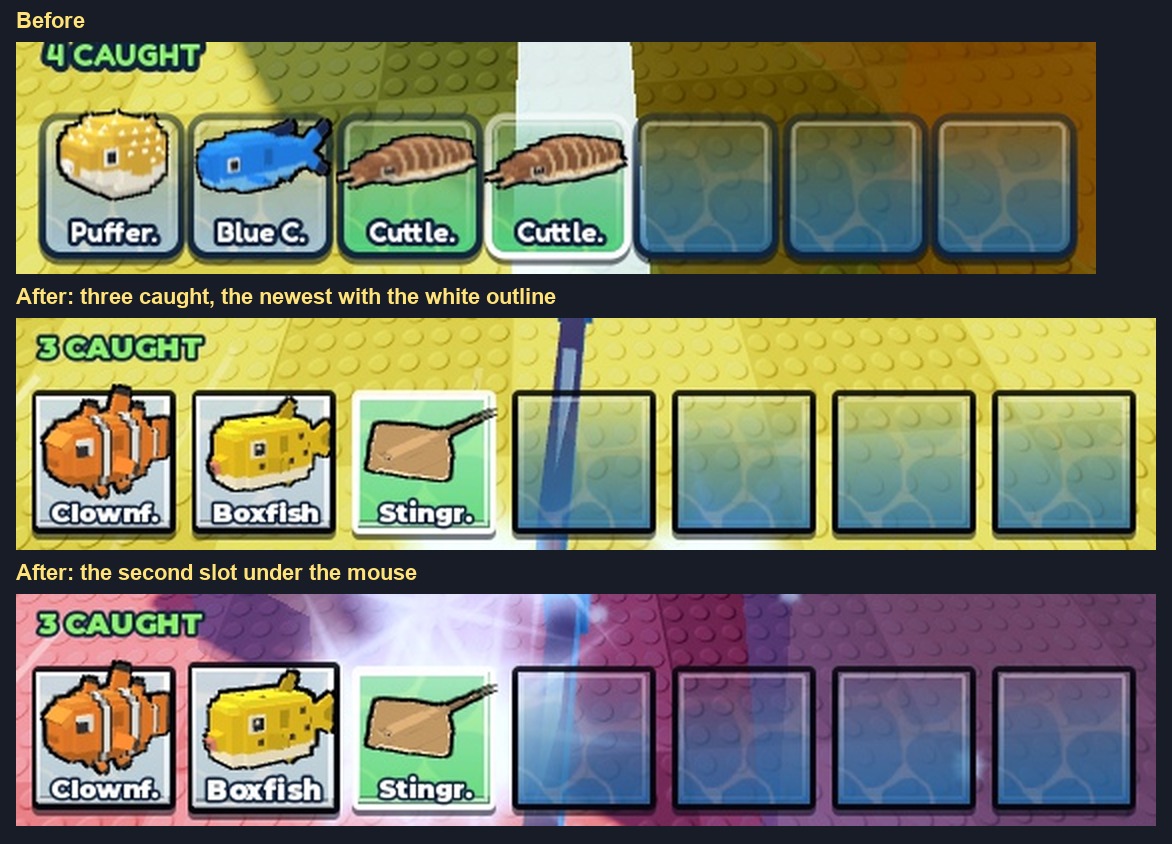 Before
4 CAUGHT
Puffer. Blue C. Cuttle. Cuttle.
After: three caught, the newest with the white outline
3 CAUGHT
Clownf. Boxfish Stingr.
After: the second slot under the mouse
3 CAUGHT
Clownf. Boxfish Stingr.